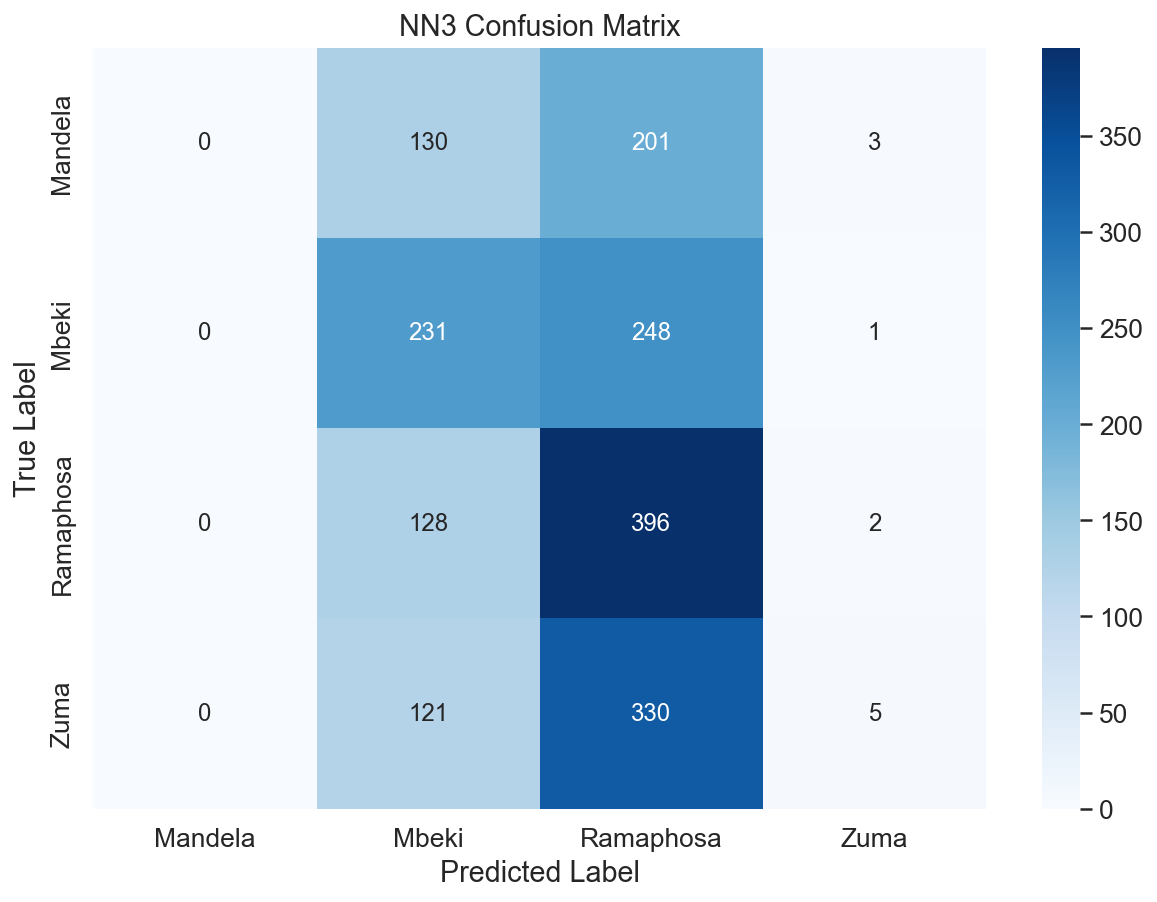 NN3 Confusion Matrix
True Label
Mandela
0 130 201 3
Mbeki
0 231 248 1
Ramaphosa
0 128 396 2
Zuma
0 121 330 5
Mandela Mbeki Ramaphosa Zuma
Predicted Label
350
300
250
200
150
100
50
0